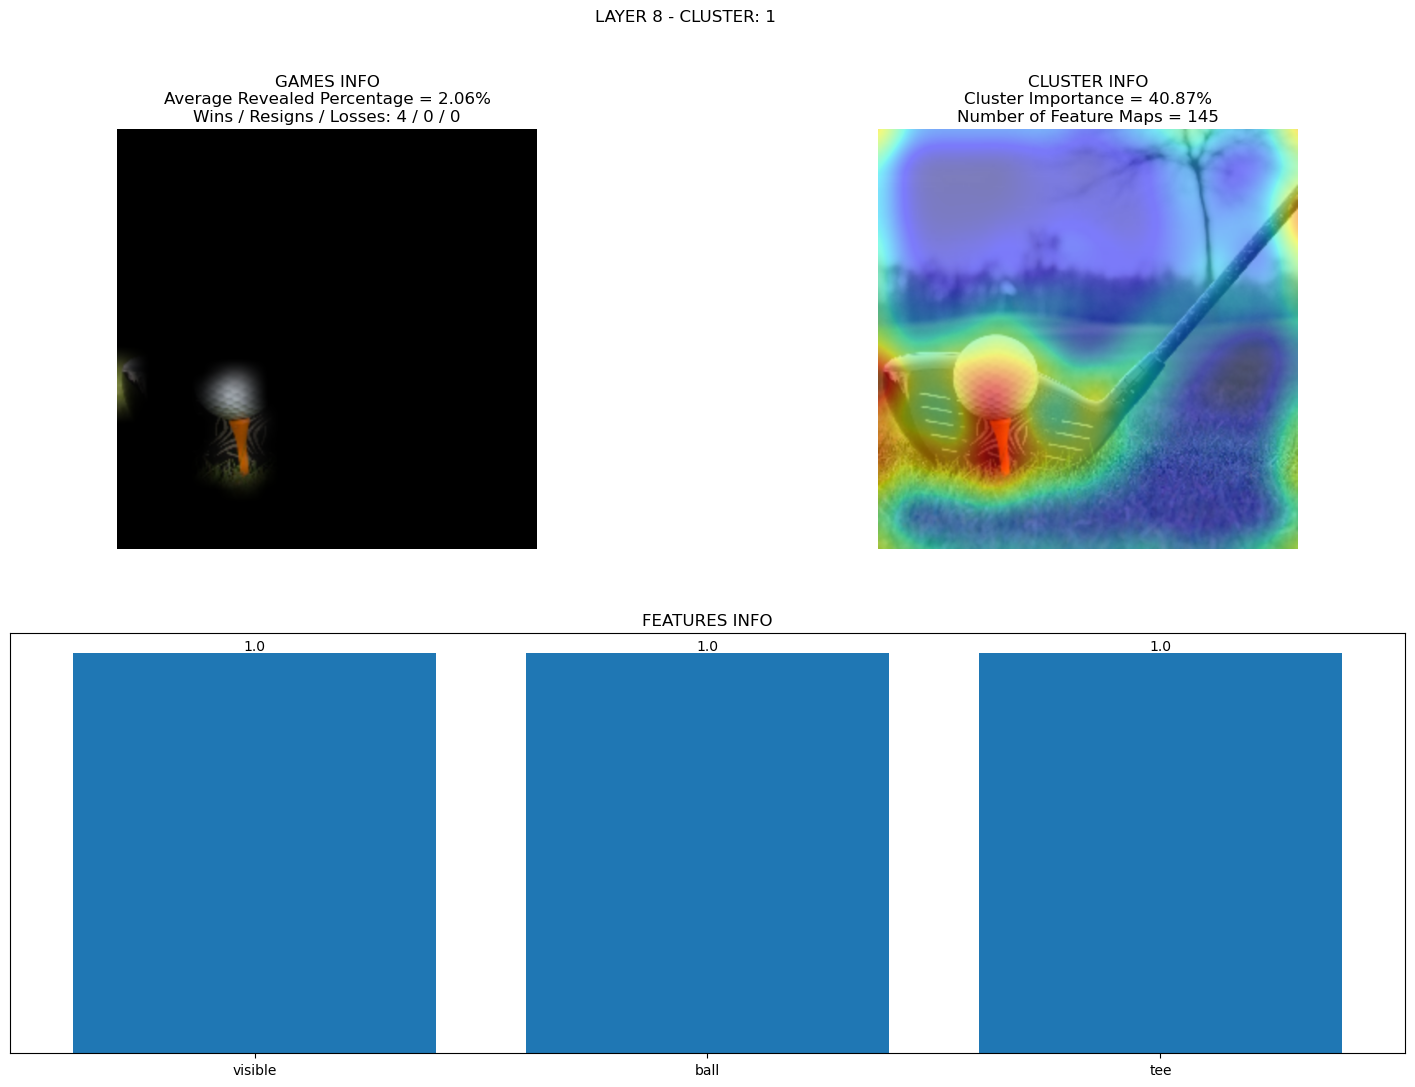 LAYER 8 - CLUSTER: 1
GAMES INFO
Average Revealed Percentage = 2.06%
Wins / Resigns / Losses: 4 / 0 / 0
CLUSTER INFO
Cluster Importance = 40.87%
Number of Feature Maps = 145
FEATURES INFO
1.0
1.0
1.0
visible
ball
tee